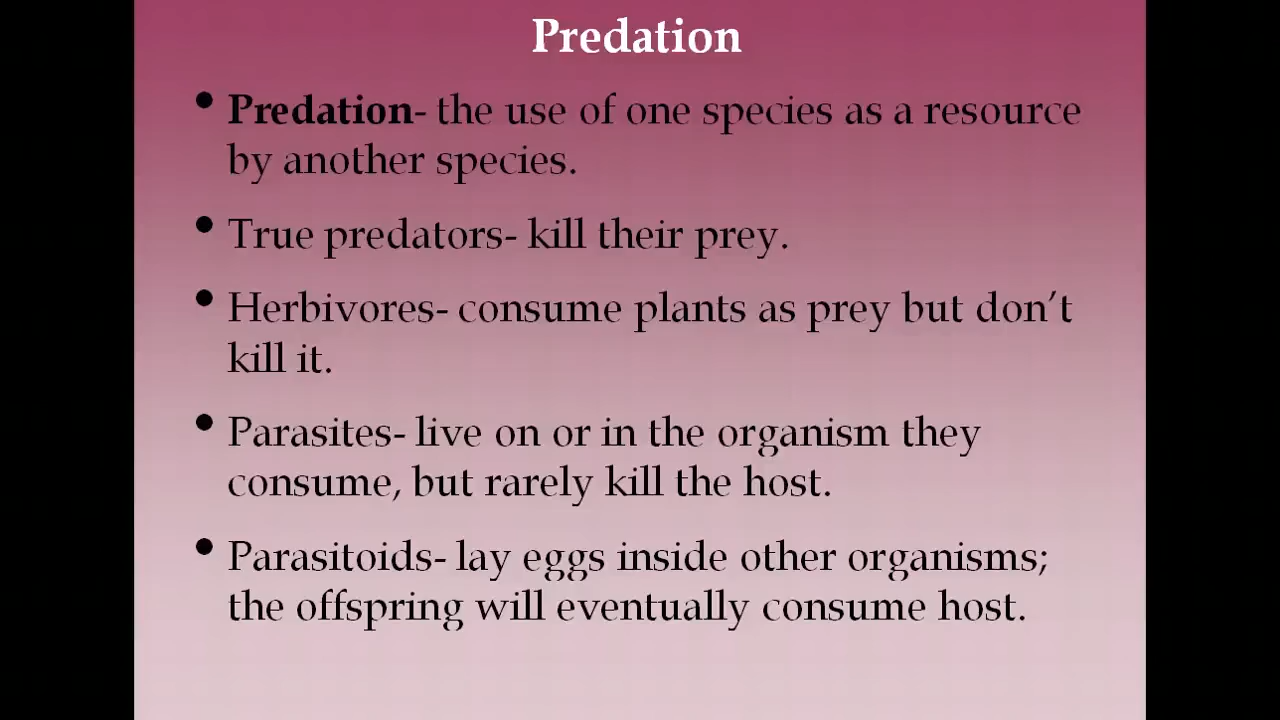 Predation
• Predation- the use of one species as a resource
by another species.
• True predators- kill their prey.
• Herbivores- consume plants as prey but don’t
kill it.
• Parasites- live on or in the organism they
consume, but rarely kill the host.
• Parasitoids- lay eggs inside other organisms;
the offspring will eventually consume host.